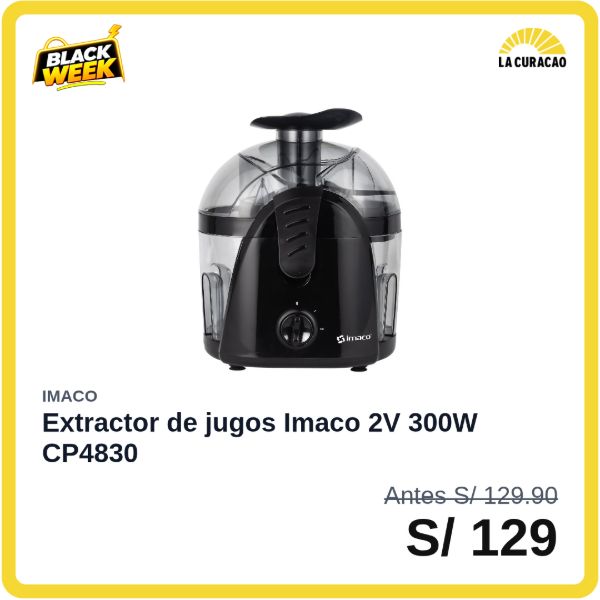 BLACK
WEEK
LA CURACAO
imaco
IMACO
Extractor de jugos Imaco 2V 300W
CP4830
Antes S/ 129.90
S/ 129